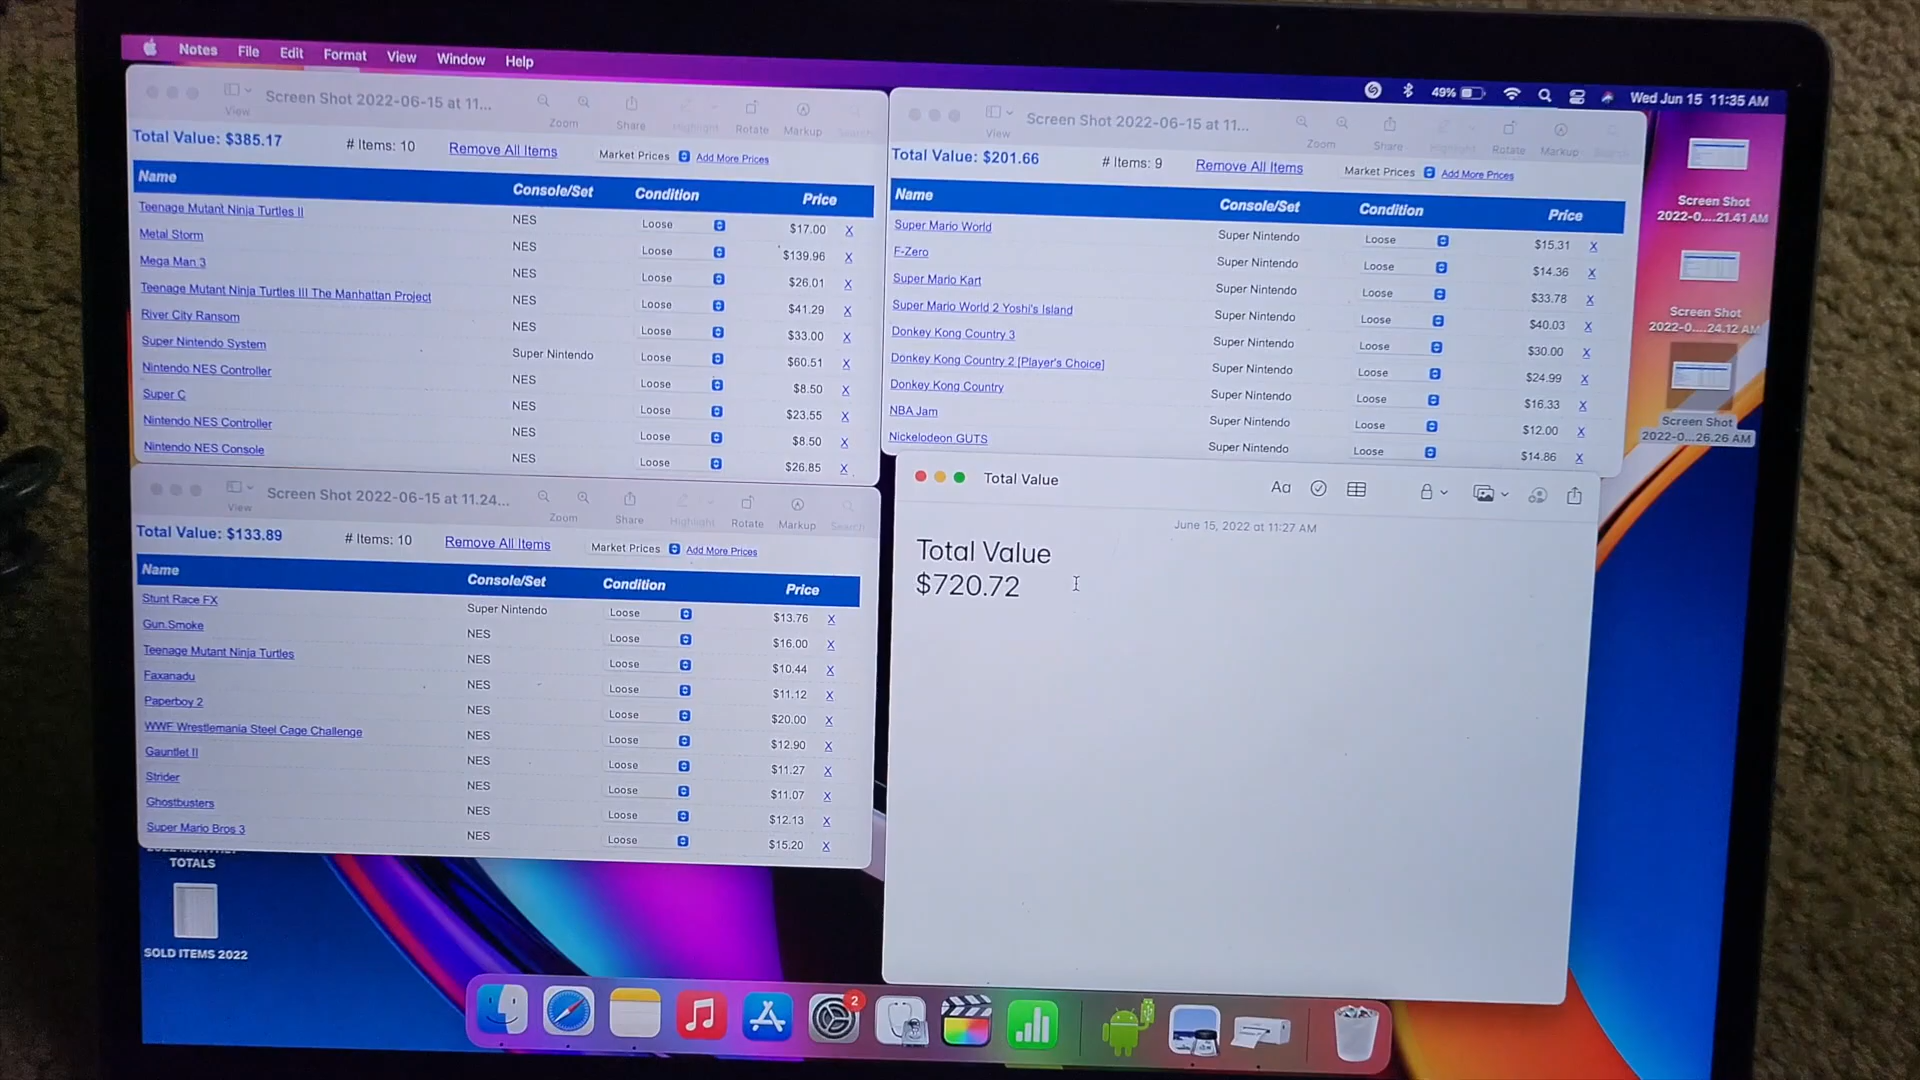 Notes File Edit Format View Window Help
49% Wed Jun 15 11:35 AM
Screen Shot 2022-06-15 at 11...
View Zoom Share Highlight Rotate Markup Search
Total Value: $385.17 # Items: 10 Remove All Items Market Prices Add More Prices
Name Console/Set Condition Price
Teenage Mutant Ninja Turtles II NES Loose $17.00 X
Metal Storm NES Loose $139.96 X
Mega Man 3 NES Loose $26.01 X
Teenage Mutant Ninja Turtles III The Manhattan Project NES Loose $41.29 X
River City Ransom NES Loose $33.00 X
Super Nintendo System Super Nintendo Loose $60.51 X
Nintendo NES Controller NES Loose $8.50 X
Super C NES Loose $23.55 X
Nintendo NES Controller NES Loose $8.50 X
Nintendo NES Console NES Loose $26.85 X
Screen Shot 2022-06-15 at 11...
View Zoom Share Highlight Rotate Markup
Total Value: $201.66 # Items: 9 Remove All Items Market Prices Add More Prices
Name Console/Set Condition Price
Super Mario World Super Nintendo Loose $15.31 X
F-Zero Super Nintendo Loose $14.36 X
Super Mario Kart Super Nintendo Loose $33.78 X
Super Mario World 2 Yoshi's Island Super Nintendo Loose $40.03 X
Donkey Kong Country 3 Super Nintendo Loose $30.00 X
Donkey Kong Country 2 [Player's Choice] Super Nintendo Loose $24.99 X
Donkey Kong Country Super Nintendo Loose $16.33 X
NBA Jam Super Nintendo Loose $12.00 X
Nickelodeon GUTS Super Nintendo Loose $14.86 X
Screen Shot 2022-0....21.41 AM
Screen Shot 2022-0....24.12 AM
Screen Shot 2022-0...26.26 AM
Screen Shot 2022-06-15 at 11.24...
View Zoom Share Highlight Rotate Markup Search
Total Value: $133.89 # Items: 10 Remove All Items Market Prices Add More Prices
Name Console/Set Condition Price
Stunt Race FX Super Nintendo Loose $13.76 X
Gun.Smoke NES Loose $16.00 X
Teenage Mutant Ninja Turtles NES Loose $10.44 X
Faxanadu NES Loose $11.12 X
Paperboy 2 NES Loose $20.00 X
WWF Wrestlemania Steel Cage Challenge NES Loose $12.90 X
Gauntlet II NES Loose $11.27 X
Strider NES Loose $11.07 X
Ghostbusters NES Loose $12.13 X
Super Mario Bros 3 NES Loose $15.20 X
Total Value
Aa
June 15, 2022 at 11:27 AM
Total Value
$720.72
TOTALS
SOLD ITEMS 2022
2